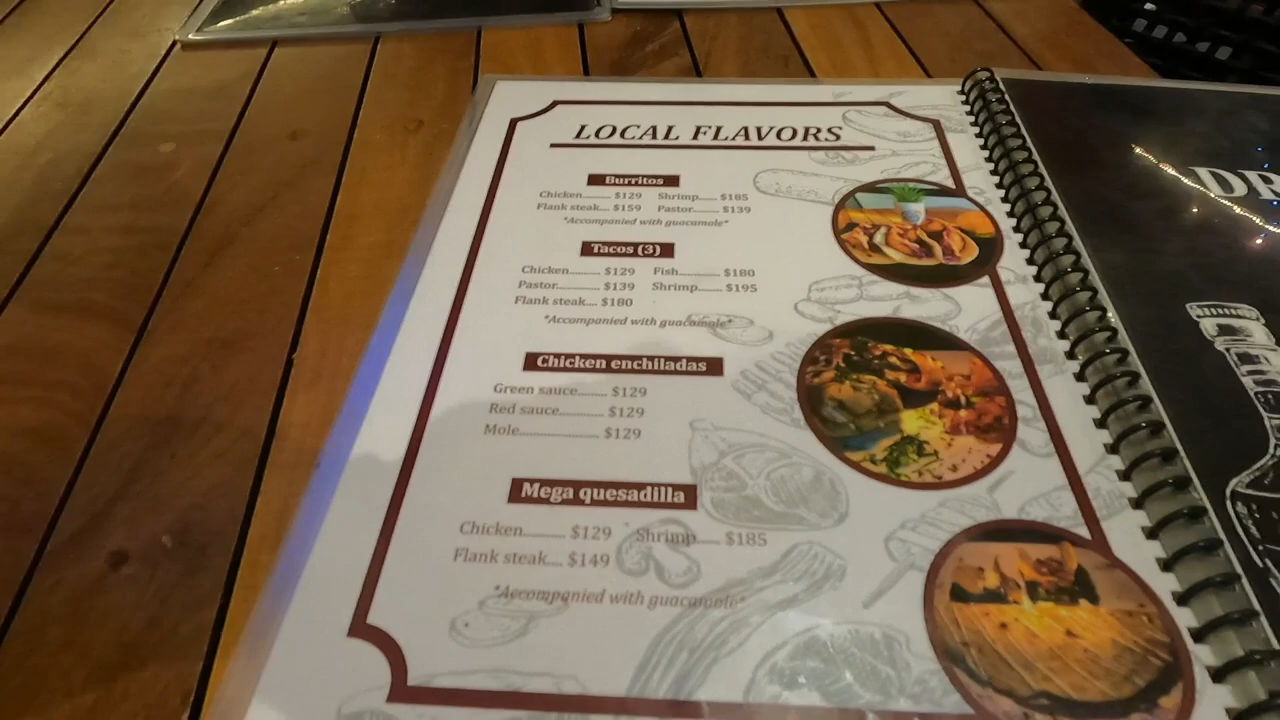 LOCAL FLAVORS
Burritos
Chicken..... $129 Shrimp...... $185
Flank steak.... $159 Pastor.......... $139
*Accompanied with guacamole*
Tacos (3)
Chicken.......... $129 Fish.............. $180
Pastor.............. $139 Shrimp........ $195
Flank steak.... $180
*Accompanied with guacamole*
Chicken enchiladas
Green sauce........ $129
Red sauce............ $129
Mole...................... $129
Mega quesadilla
Chicken........... $129 Shrimp...... $185
Flank steak.... $149
*Accompanied with guacamole*